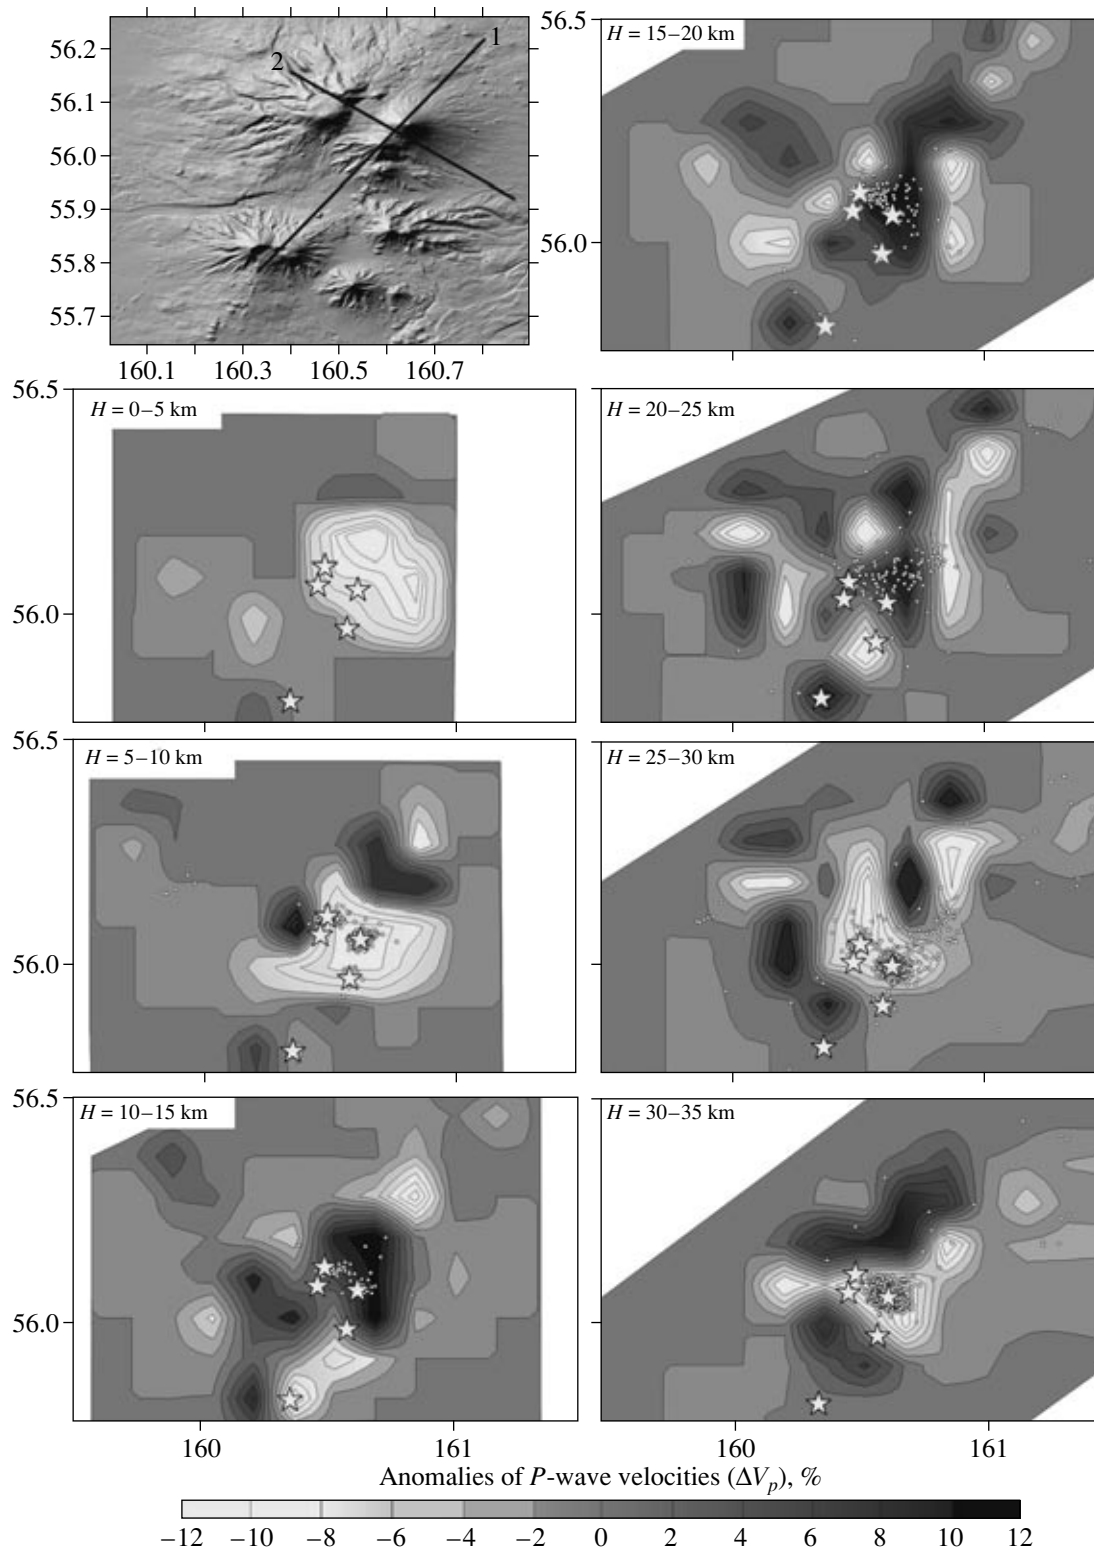 56.2
56.1
56.0
55.9
55.8
55.7
160.1 160.3 160.5 160.7
2
1
56.5
56.0
H = 15–20 km
56.5
56.0
H = 0–5 km
H = 20–25 km
56.5
56.0
H = 5–10 km
H = 25–30 km
56.5
56.0
H = 10–15 km
H = 30–35 km
160 161 160 161
Anomalies of P-wave velocities (ΔVp), %
−12 −10 −8 −6 −4 −2 0 2 4 6 8 10 12